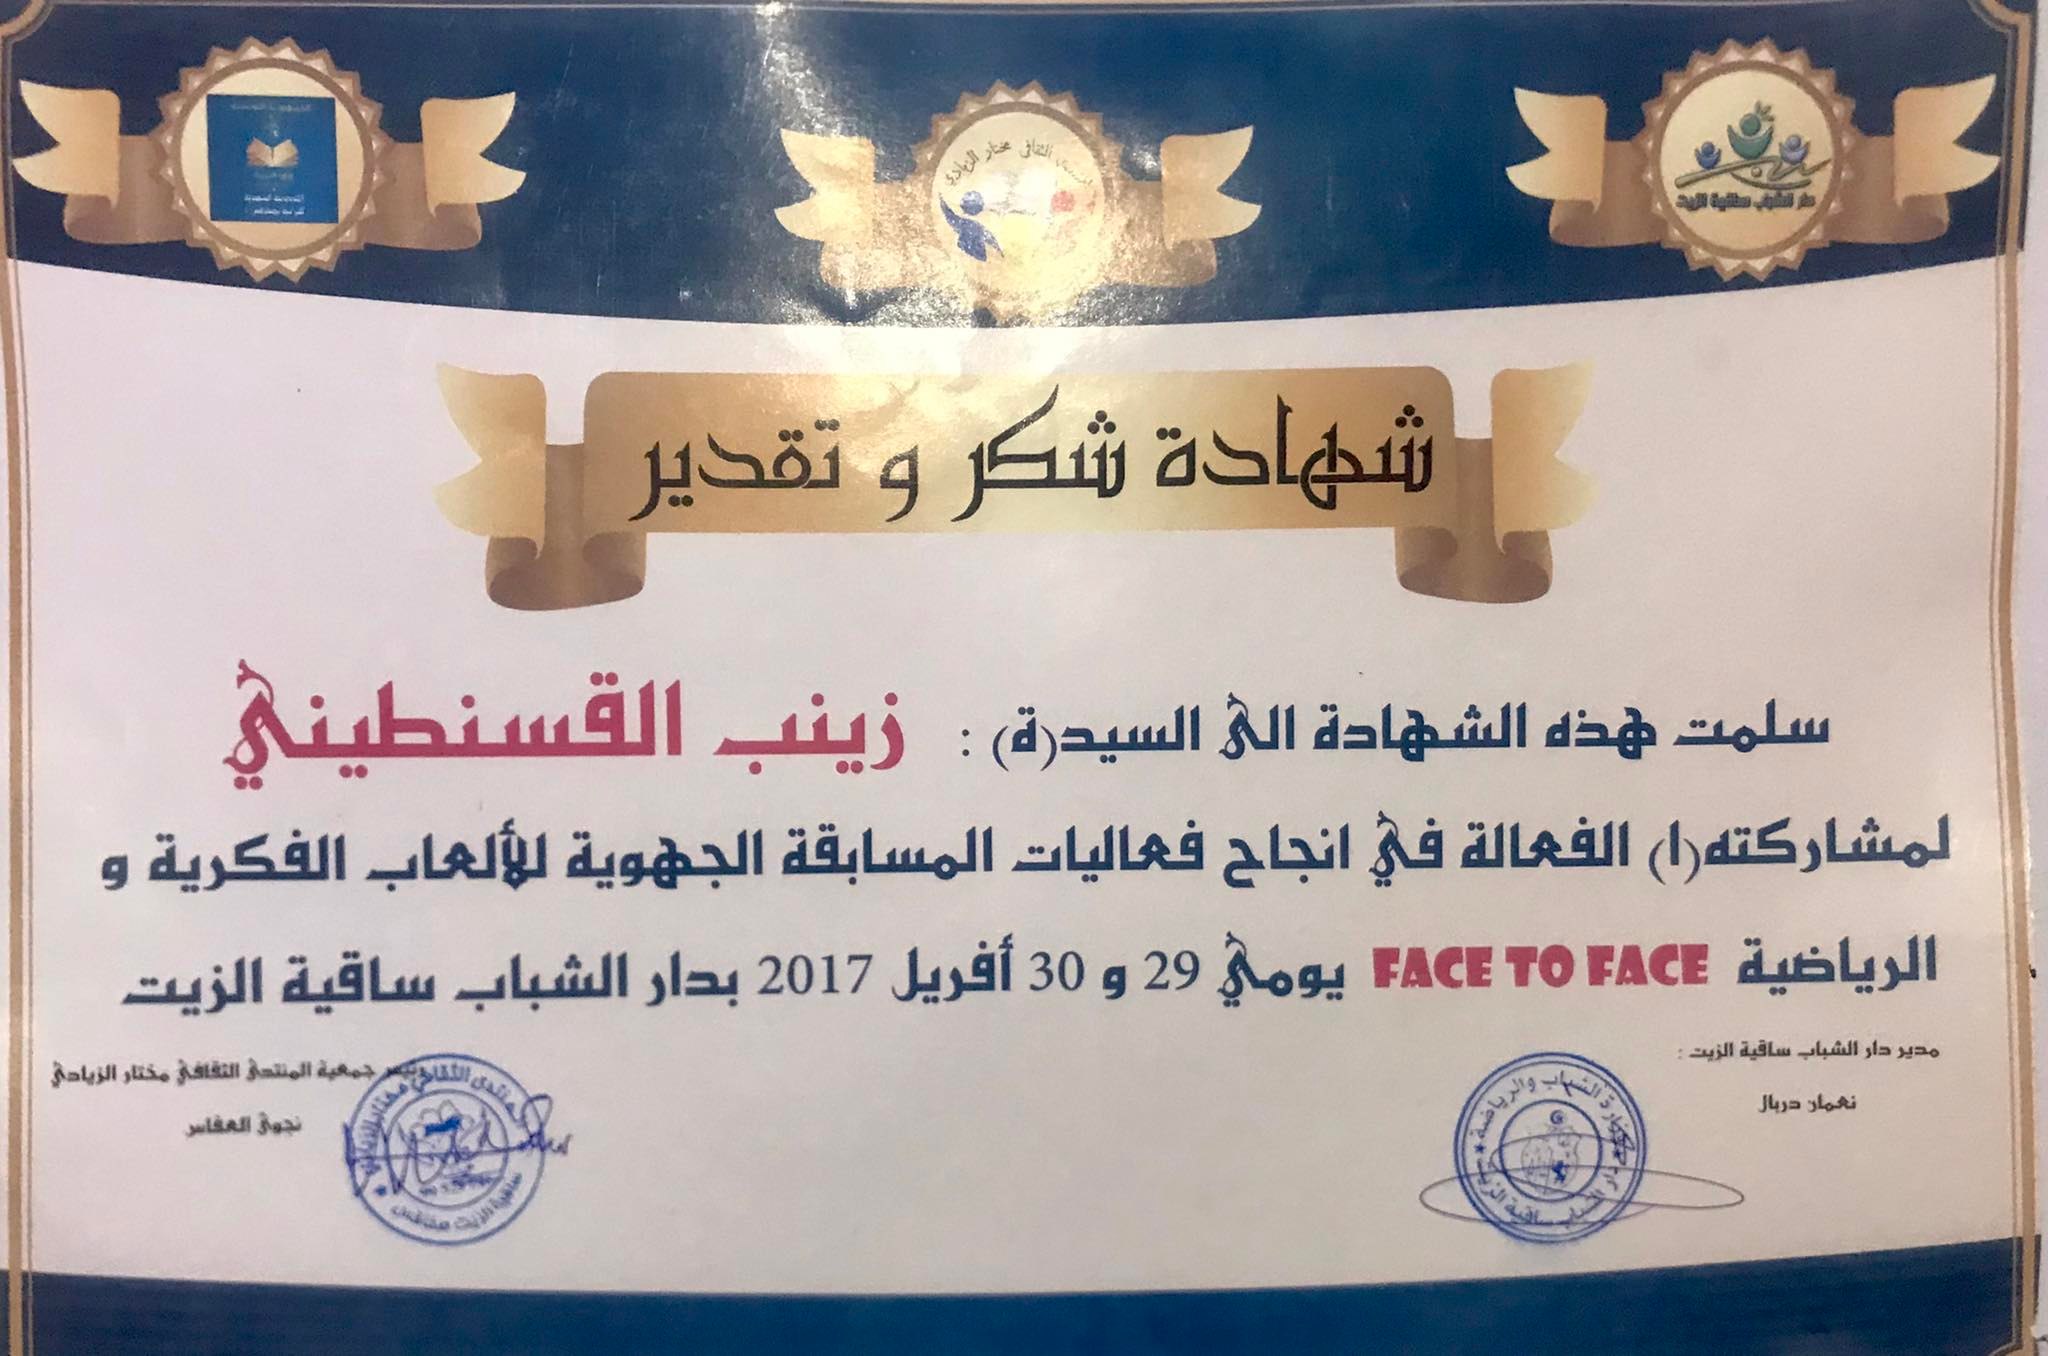 الجمهورية التونسية
المنتدى الثقافي مختار الزيادي
دار الشباب ساقية الزيت
شهادة شكر و تقدير
سلمت هذه الشهادة الى السيد(ة) : زينب القسنطيني
لمشاركته(ا) الفعالة في انجاح فعاليات المسابقة الجهوية للألعاب الفكرية و
الرياضية FACE TO FACE يومي 29 و 30 أفريل 2017 بدار الشباب ساقية الزيت
مدير دار الشباب ساقية الزيت :
نعمان دربال
رئيس جمعية المنتدى الثقافي مختار الزيادي
نجوى العفاس
وزارة الشباب والرياضة
دار الشباب ساقية الزيت
المنتدى الثقافي مختار الزيادي
ساقية الزيت صفاقس